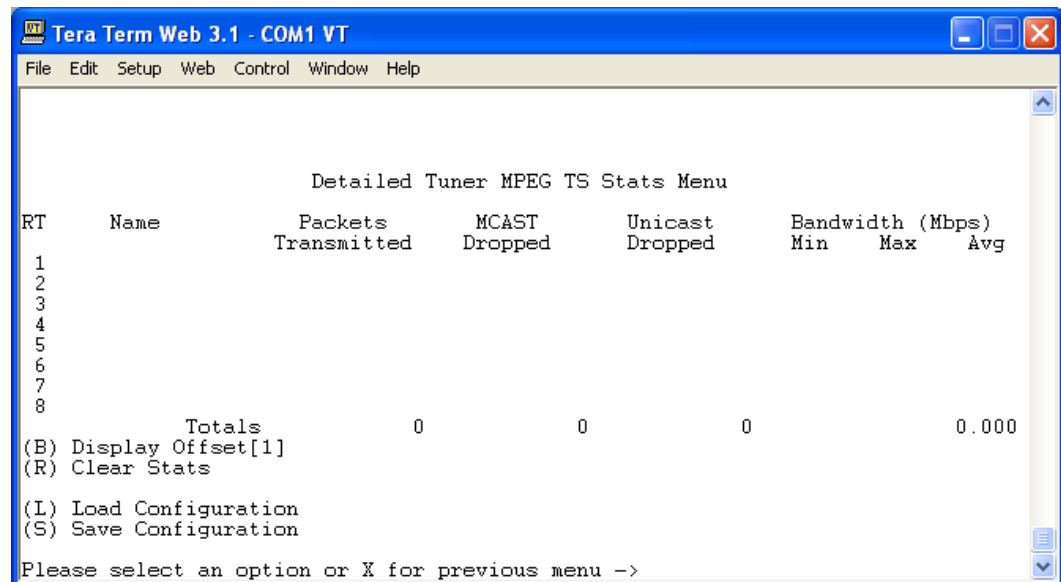 Tera Term Web 3.1 - COM1 VT
File Edit Setup Web Control Window Help
Detailed Tuner MPEG TS Stats Menu
RT Name Packets MCAST Unicast Bandwidth (Mbps)
Transmitted Dropped Dropped Min Max Avg
1
2
3
4
5
6
7
8
Totals 0 0 0 0.000
(B) Display Offset[1]
(R) Clear Stats
(L) Load Configuration
(S) Save Configuration
Please select an option or X for previous menu ->